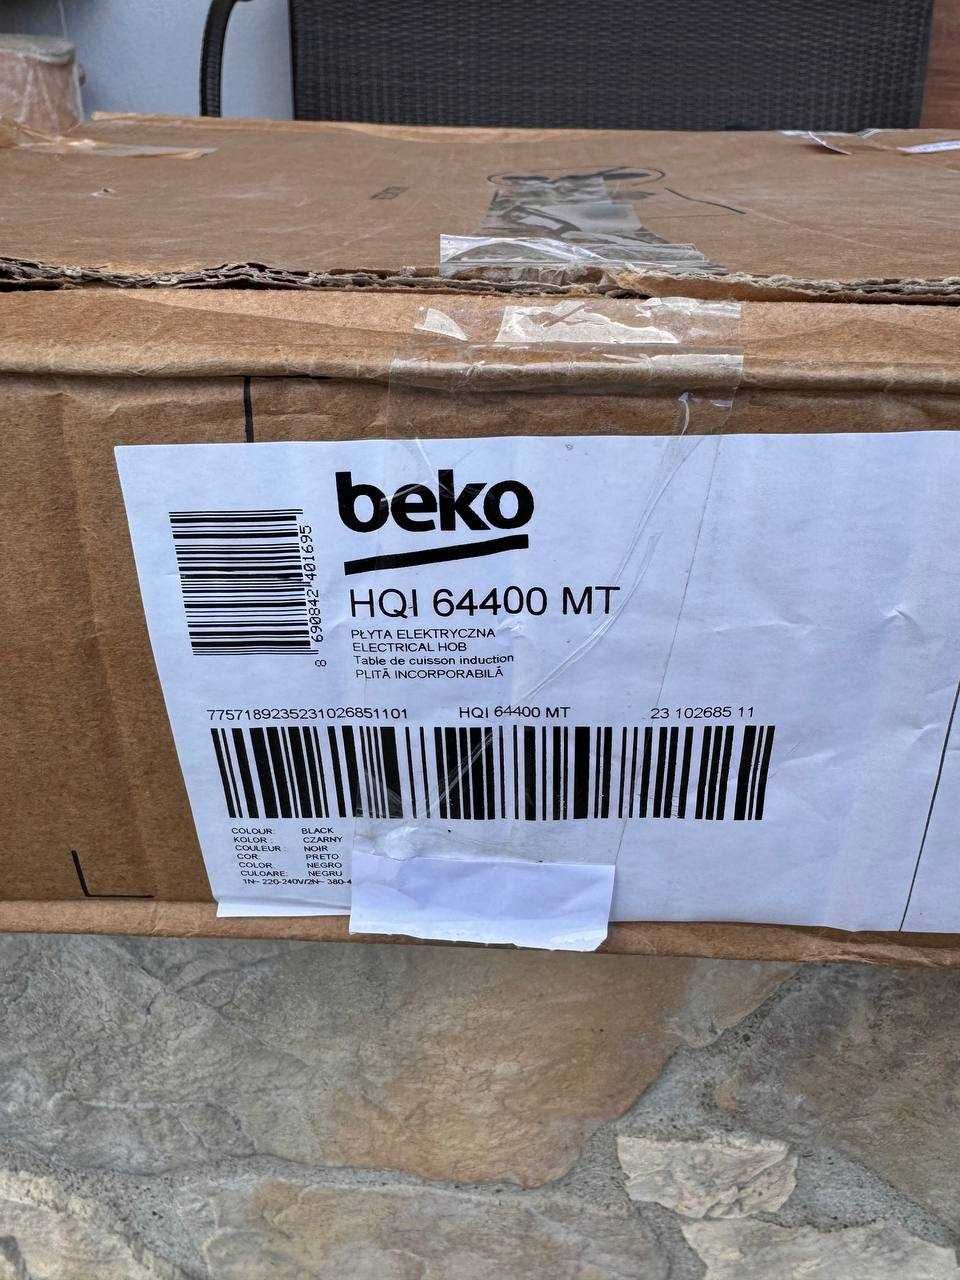 beko
HQI 64400 MT
PŁYTA ELEKTRYCZNA
ELECTRICAL HOB
Table de cuisson induction
PLITĂ INCORPORABILĂ
8 690842 401695
7757189235231026851101 HQI 64400 MT 23 102685 11
COLOUR: BLACK
KOLOR : CZARNY
COULEUR : NOIR
COR: PRETO
COLOR: NEGRO
CULOARE: NEGRU
1N~ 220-240V/2N~ 380-4